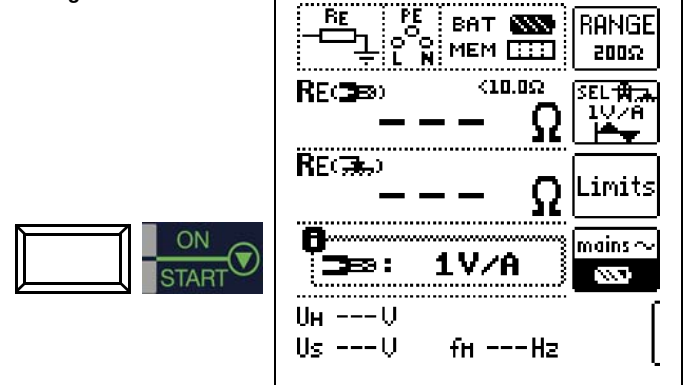 RE
PE
L N
BAT
MEM
RANGE
200Ω
RE( )
<10.0Ω
--- Ω
SEL
1V/A
RE( )
--- Ω
Limits
ON
START
: 1V/A
mains ~
UH ---V
Us ---V fH ---Hz